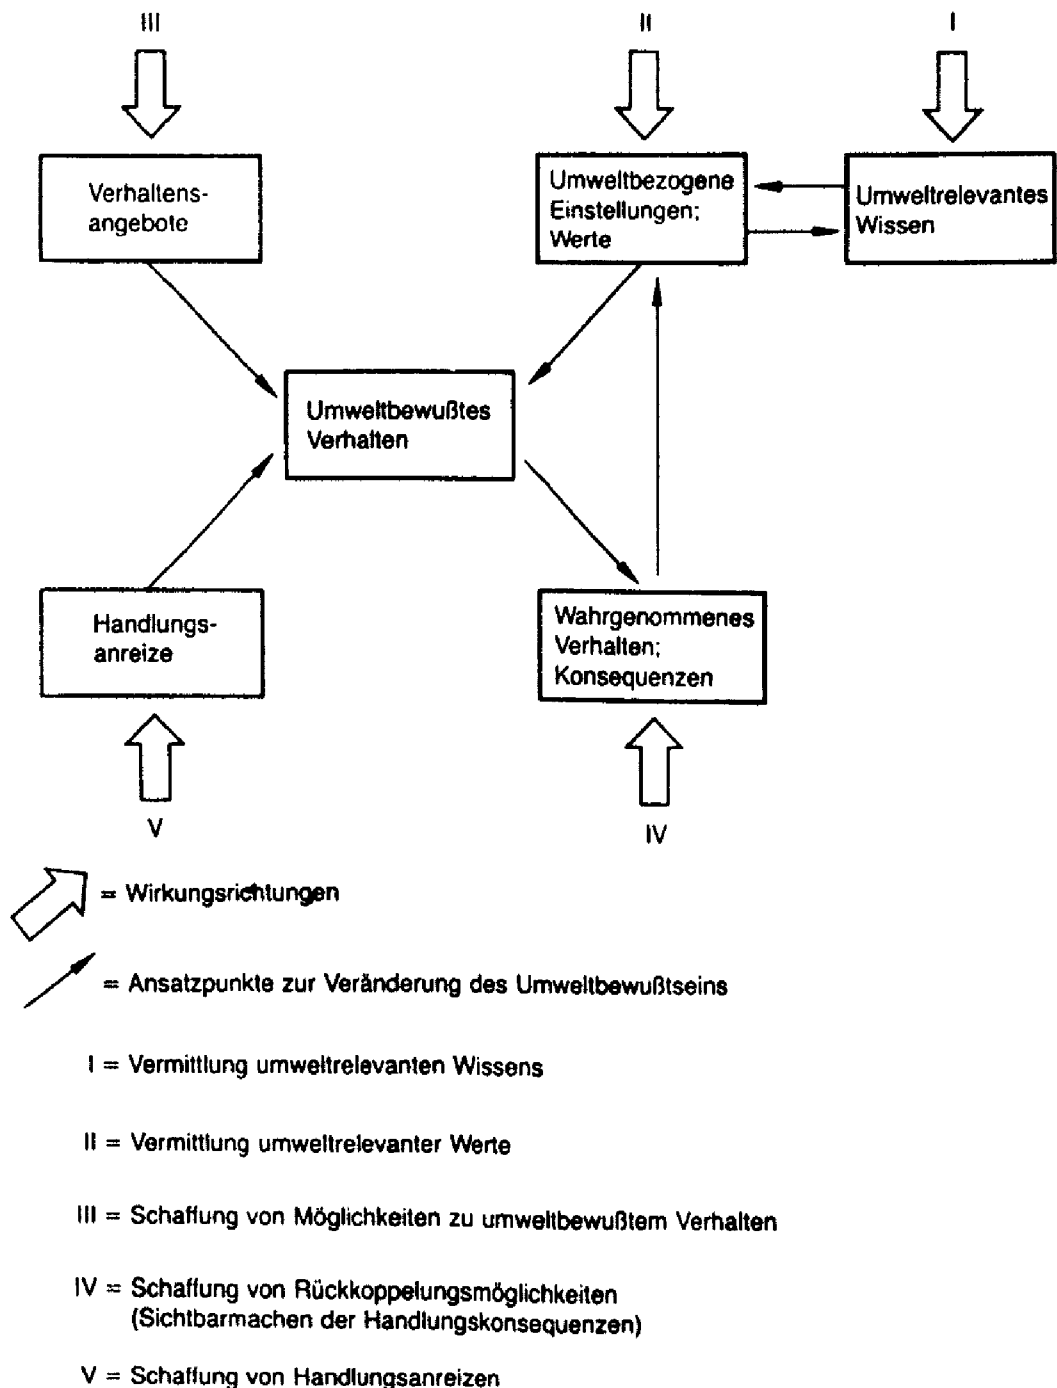 III
II
I
Verhaltens-
angebote
Umweltbezogene
Einstellungen;
Werte
Umweltrelevantes
Wissen
Umweltbewußtes
Verhalten
Handlungs-
anreize
Wahrgenommenes
Verhalten;
Konsequenzen
V
IV
= Wirkungsrichtungen
= Ansatzpunkte zur Veränderung des Umweltbewußtseins
I = Vermittlung umweltrelevanten Wissens
II = Vermittlung umweltrelevanter Werte
III = Schaffung von Möglichkeiten zu umweltbewußtem Verhalten
IV = Schaffung von Rückkoppelungsmöglichkeiten
(Sichtbarmachen der Handlungskonsequenzen)
V = Schaffung von Handlungsanreizen